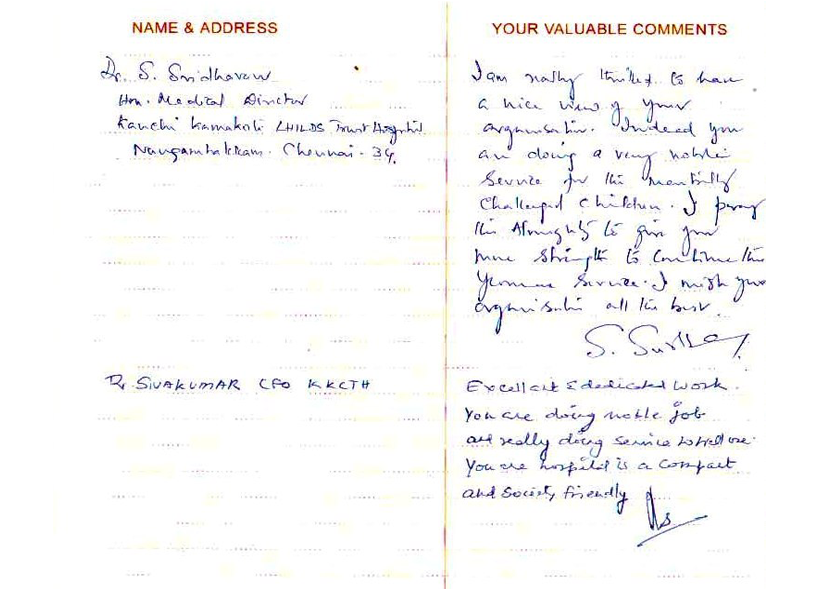 NAME & ADDRESS
Dr. S. Sridharan
Hon. Medical Director
Kanchi Kamakoti CHILDS Trust Hospital
Nungambakkam. Chennai - 34.
Dr SIVAKUMAR CFO KKCTH
YOUR VALUABLE COMMENTS
I am really thrilled to have
a nice view of your
organisation. Indeed you
are doing a very noble
Service for the mentally
Challenged Children. I pray
the Almighty to give you
more strength to continue the
Yeomen Service. I wish your
organisation all the best.
Excellent & dedicated work.
You are doing noble job
and really doing service to
You are hospital is a compact
and society friendly